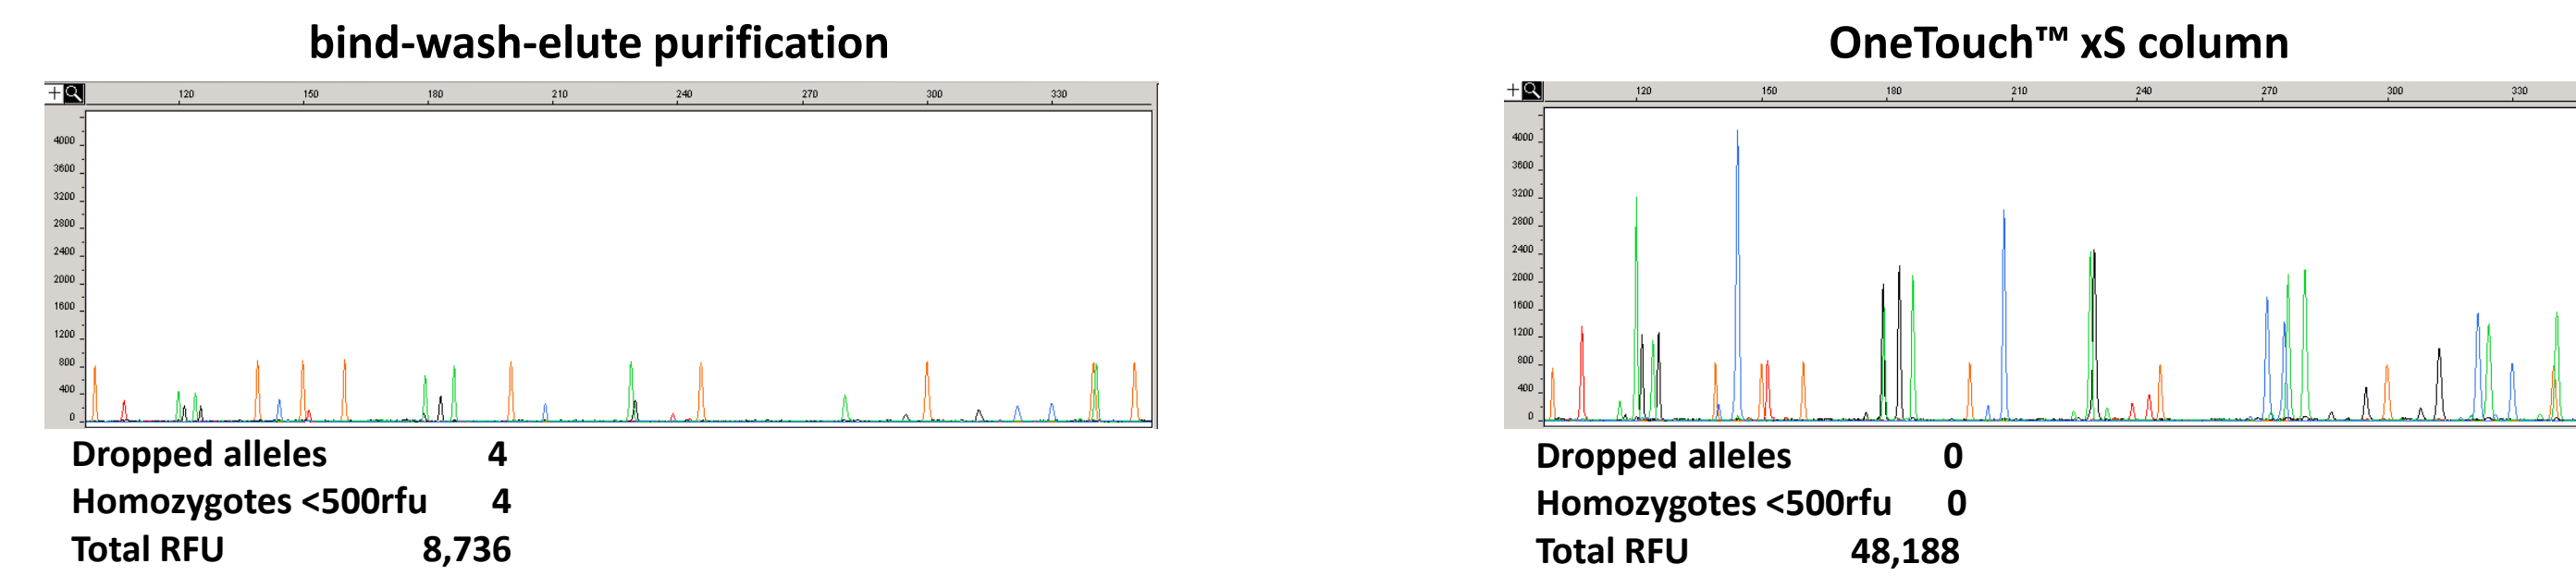 bind-wash-elute purification
120 150 180 210 240 270 300 330
4000
3600
3200
2800
2400
2000
1600
1200
800
400
0
Dropped alleles 4
Homozygotes <500rfu 4
Total RFU 8,736
OneTouch™ xS column
120 150 180 210 240 270 300 330
4000
3600
3200
2800
2400
2000
1600
1200
800
400
0
Dropped alleles 0
Homozygotes <500rfu 0
Total RFU 48,188